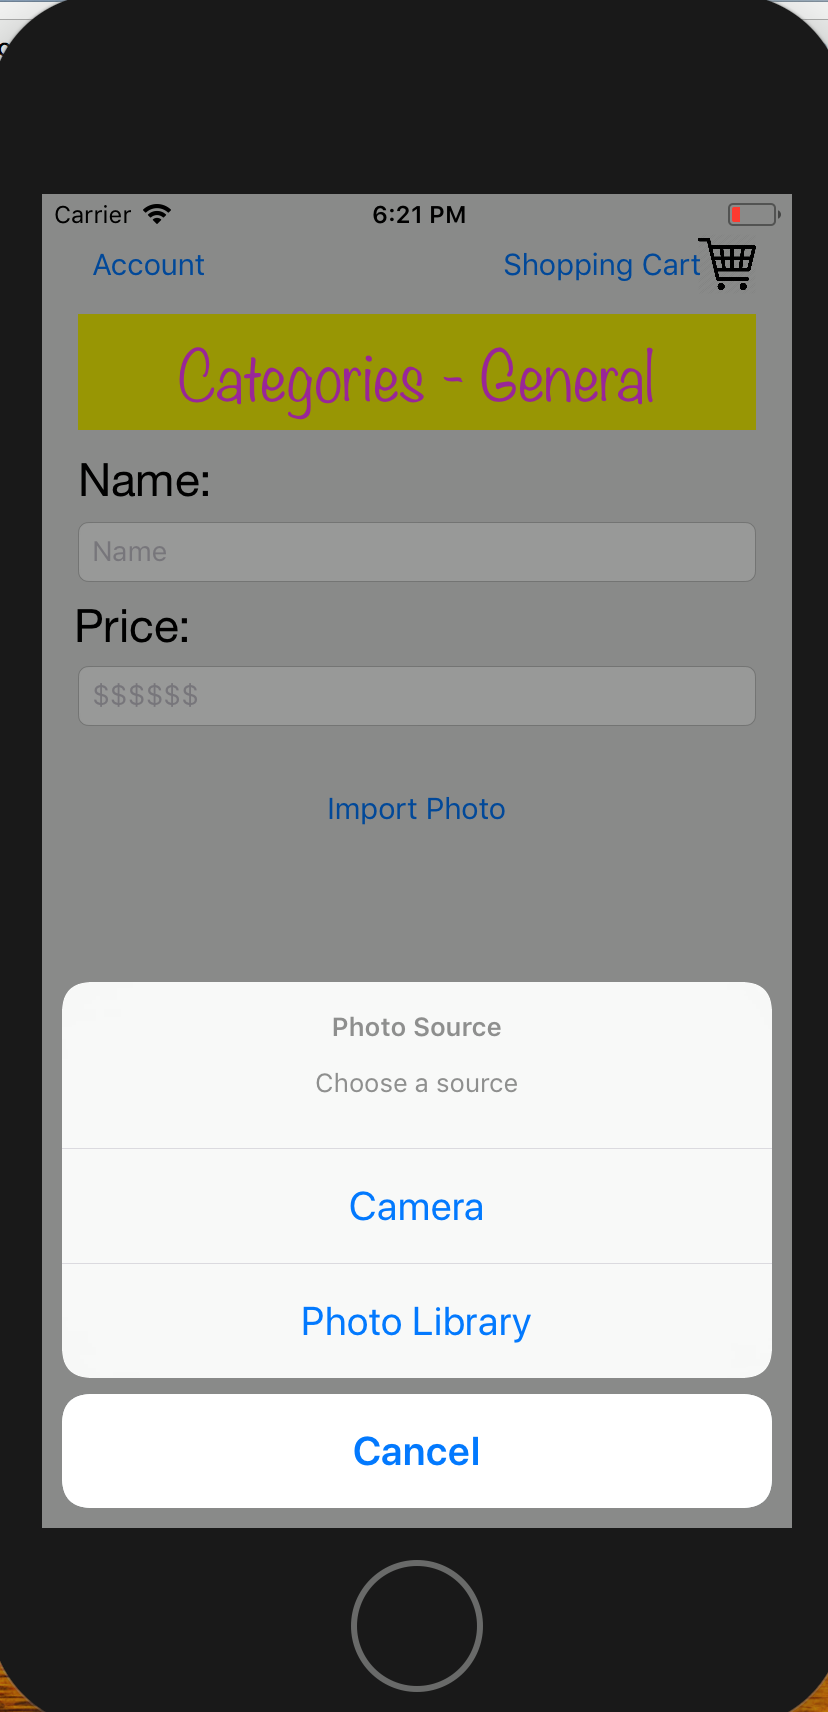 Carrier 6:21 PM
Account Shopping Cart
Categories - General
Name:
Name
Price:
$$$$$$
Import Photo
Photo Source
Choose a source
Camera
Photo Library
Cancel